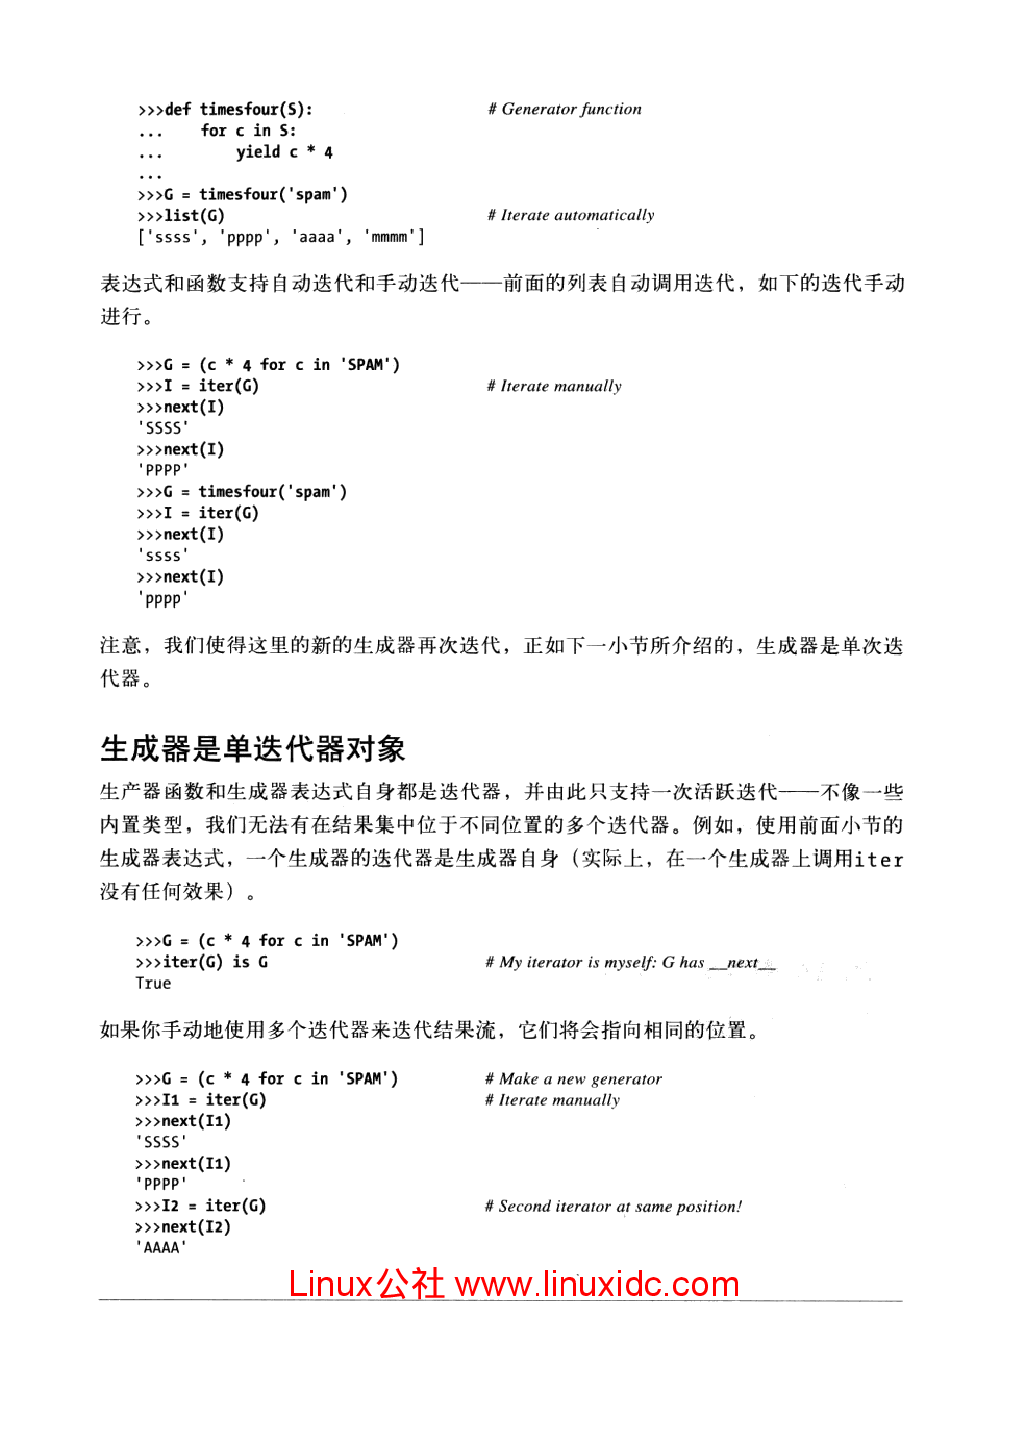 >>>def timesfour(S): # Generator function
... for c in S:
... yield c * 4
...
>>>G = timesfour('spam')
>>>list(G) # Iterate automatically
['ssss', 'pppp', 'aaaa', 'mmmm']
表达式和函数支持自动迭代和手动迭代——前面的列表自动调用迭代，如下的迭代手动
进行。
>>>G = (c * 4 for c in 'SPAM')
>>>I = iter(G) # Iterate manually
>>>next(I)
'SSSS'
>>>next(I)
'PPPP'
>>>G = timesfour('spam')
>>>I = iter(G)
>>>next(I)
'ssss'
>>>next(I)
'pppp'
注意，我们使得这里的新的生成器再次迭代，正如下一小节所介绍的，生成器是单次迭
代器。
生成器是单迭代器对象
生产器函数和生成器表达式自身都是迭代器，并由此只支持一次活跃迭代——不像一些
内置类型，我们无法有在结果集中位于不同位置的多个迭代器。例如，使用前面小节的
生成器表达式，一个生成器的迭代器是生成器自身（实际上，在一个生成器上调用iter
没有任何效果）。
>>>G = (c * 4 for c in 'SPAM')
>>>iter(G) is G # My iterator is myself: G has __next__
True
如果你手动地使用多个迭代器来迭代结果流，它们将会指向相同的位置。
>>>G = (c * 4 for c in 'SPAM') # Make a new generator
>>>I1 = iter(G) # Iterate manually
>>>next(I1)
'SSSS'
>>>next(I1)
'PPPP'
>>>I2 = iter(G) # Second iterator at same position!
>>>next(I2)
'AAAA'
Linux公社 www.linuxidc.com